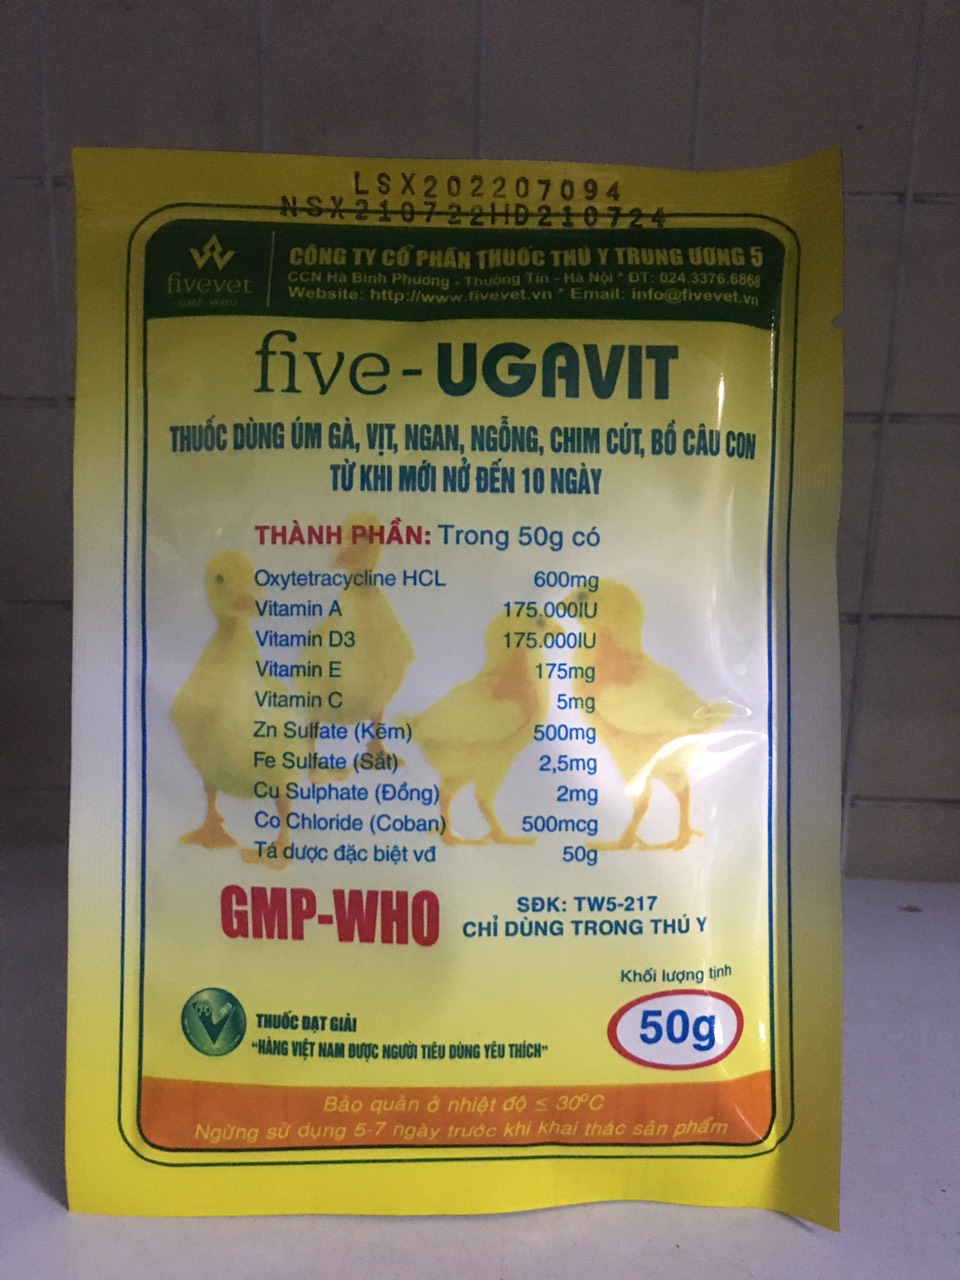 LSX202207094
NSX210722HD210724
fivevet
GMP-WHO
CÔNG TY CỔ PHẦN THUỐC THÚ Y TRUNG ƯƠNG 5
CCN Hà Bình Phương - Thường Tín - Hà Nội * ĐT: 024.3376.6868
Website: http://www.fivevet.vn * Email: info@fivevet.vn
five-UGAVIT
THUỐC DÙNG ÚM GÀ, VỊT, NGAN, NGỖNG, CHIM CÚT, BỒ CÂU CON
TỪ KHI MỚI NỞ ĐẾN 10 NGÀY
THÀNH PHẦN: Trong 50g có
Oxytetracycline HCL 600mg
Vitamin A 175.000IU
Vitamin D3 175.000IU
Vitamin E 175mg
Vitamin C 5mg
Zn Sulfate (Kẽm) 500mg
Fe Sulfate (Sắt) 2,5mg
Cu Sulphate (Đồng) 2mg
Co Chloride (Coban) 500mcg
Tá dược đặc biệt vđ 50g
GMP-WHO
SĐK: TW5-217
CHỈ DÙNG TRONG THÚ Y
Khối lượng tịnh
50g
THUỐC ĐẠT GIẢI
"HÀNG VIỆT NAM ĐƯỢC NGƯỜI TIÊU DÙNG YÊU THÍCH"
Bảo quản ở nhiệt độ ≤ 30⁰C
Ngừng sử dụng 5-7 ngày trước khi khai thác sản phẩm